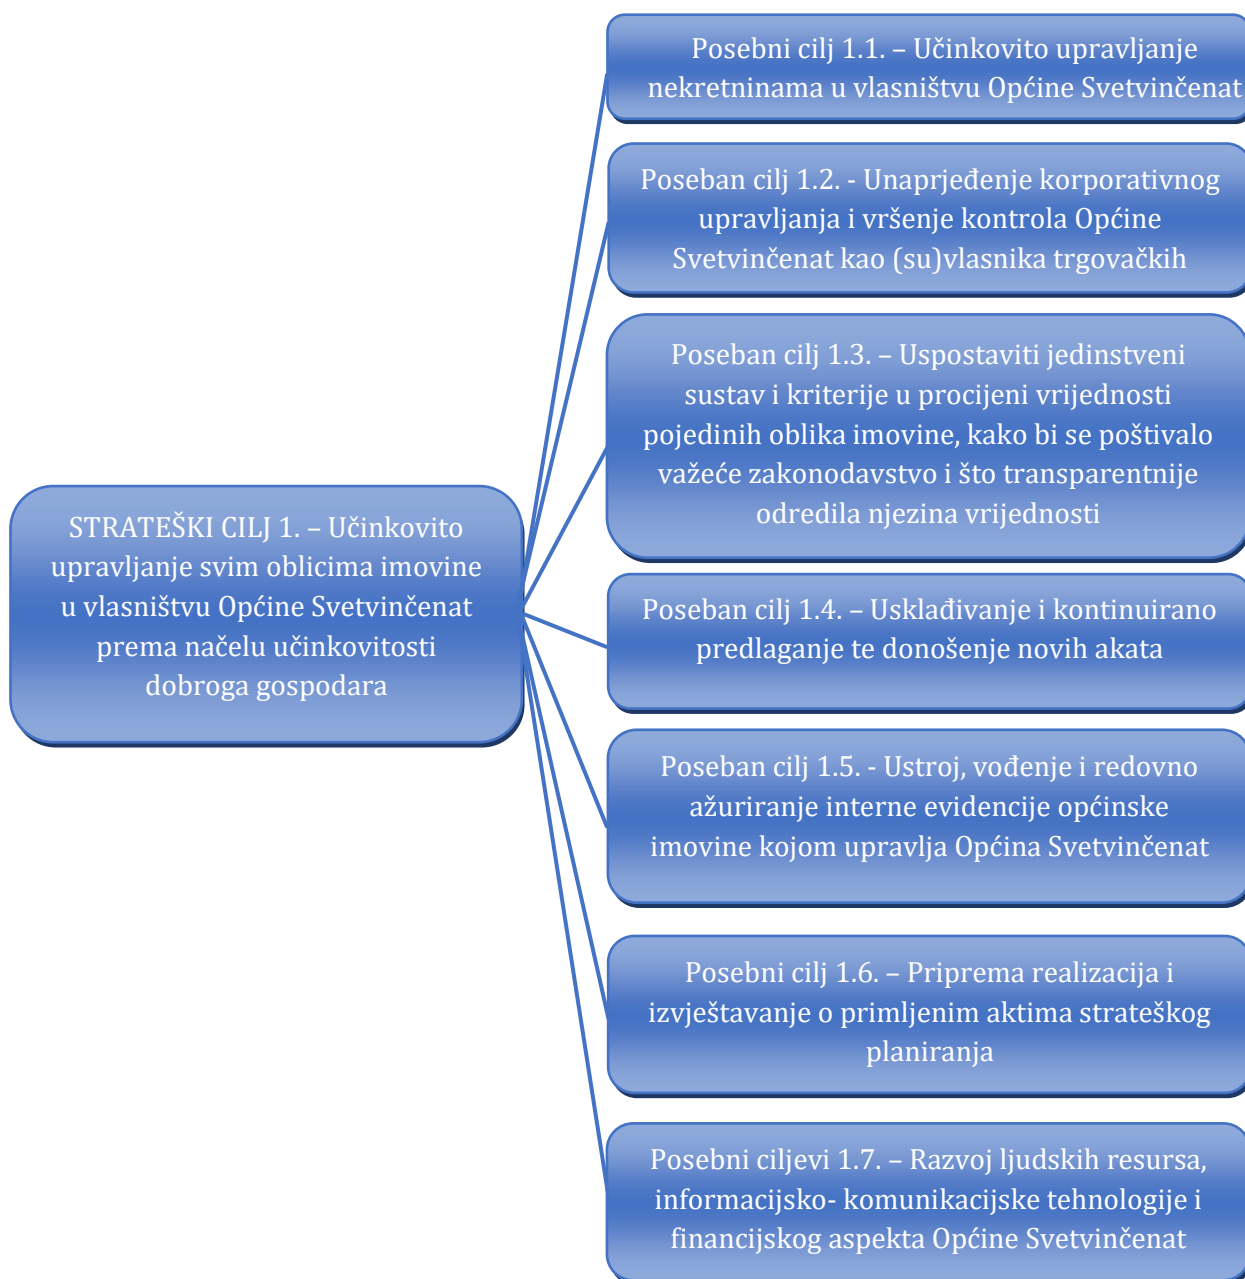 STRATEŠKI CILJ 1. – Učinkovito
upravljanje svim oblicima imovine
u vlasništvu Općine Svetvinčenat
prema načelu učinkovitosti
dobroga gospodara
Posebni cilj 1.1. – Učinkovito upravljanje
nekretninama u vlasništvu Općine Svetvinčenat
Poseban cilj 1.2. - Unaprjeđenje korporativnog
upravljanja i vršenje kontrola Općine
Svetvinčenat kao (su)vlasnika trgovačkih
Poseban cilj 1.3. – Uspostaviti jedinstveni
sustav i kriterije u procijeni vrijednosti
pojedinih oblika imovine, kako bi se poštivalo
važeće zakonodavstvo i što transparentnije
odredila njezina vrijednosti
Poseban cilj 1.4. – Usklađivanje i kontinuirano
predlaganje te donošenje novih akata
Poseban cilj 1.5. - Ustroj, vođenje i redovno
ažuriranje interne evidencije općinske
imovine kojom upravlja Općina Svetvinčenat
Posebni cilj 1.6. – Priprema realizacija i
izvještavanje o primljenim aktima strateškog
planiranja
Posebni ciljevi 1.7. – Razvoj ljudskih resursa,
informacijsko- komunikacijske tehnologije i
financijskog aspekta Općine Svetvinčenat